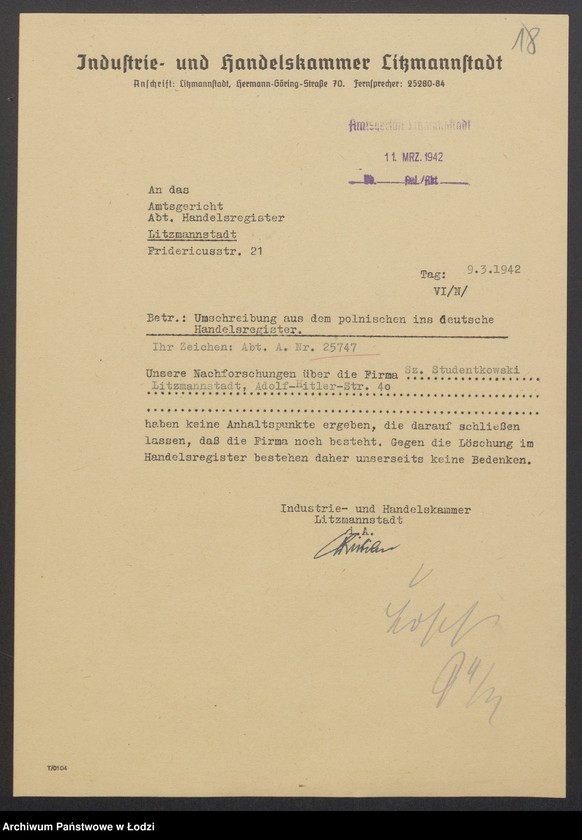 18
Industrie- und Handelskammer Litzmannstadt
Anschrift: Litzmannstadt, Hermann-Göring-Straße 70. Fernsprecher: 25280-84
Amtsgericht Litzmannstadt
11. MRZ. 1942
An das
Amtsgericht
Abt. Handelsregister
Litzmannstadt
Fridericusstr. 21
Tag: 9.3.1942
VI/N/
Betr.: Umschreibung aus dem polnischen ins deutsche
Handelsregister.
Ihr Zeichen: Abt. A. Nr. 25747
Unsere Nachforschungen über die Firma Sz. Studentkowski
Litzmannstadt, Adolf-Hitler-Str. 4o
haben keine Anhaltspunkte ergeben, die darauf schließen
lassen, daß die Firma noch besteht. Gegen die Löschung im
Handelsregister bestehen daher unserseits keine Bedenken.
Industrie- und Handelskammer
Litzmannstadt
I.A.
T/0104
Archiwum Państwowe w Łodzi